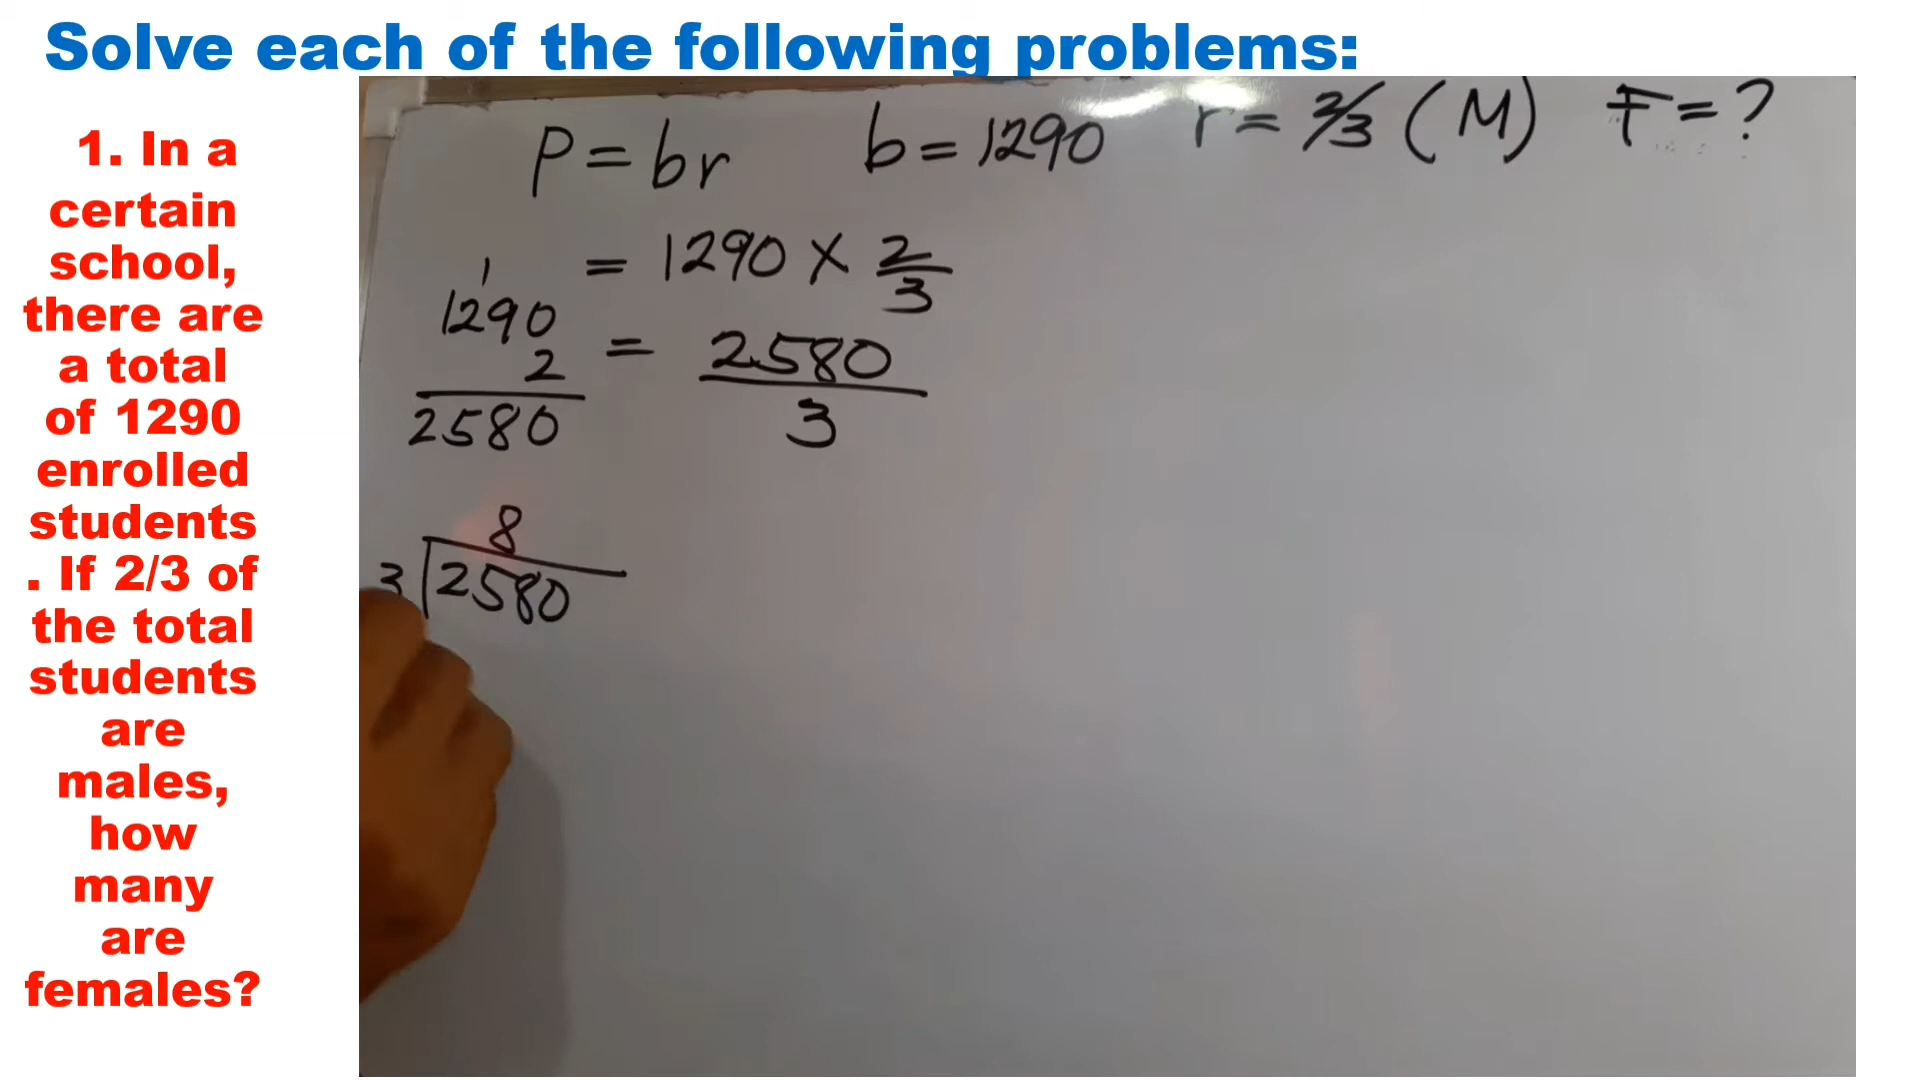 Solve each of the following problems:
1. In a
certain
school,
there are
a total
of 1290
enrolled
students
. If 2/3 of
the total
students
are
males,
how
many
are
females?
P = br b = 1290 r = 2/3 (M) F = ?
= 1290 X 2/3
1
1290
2
2580
= 2580/3
8
3 2580